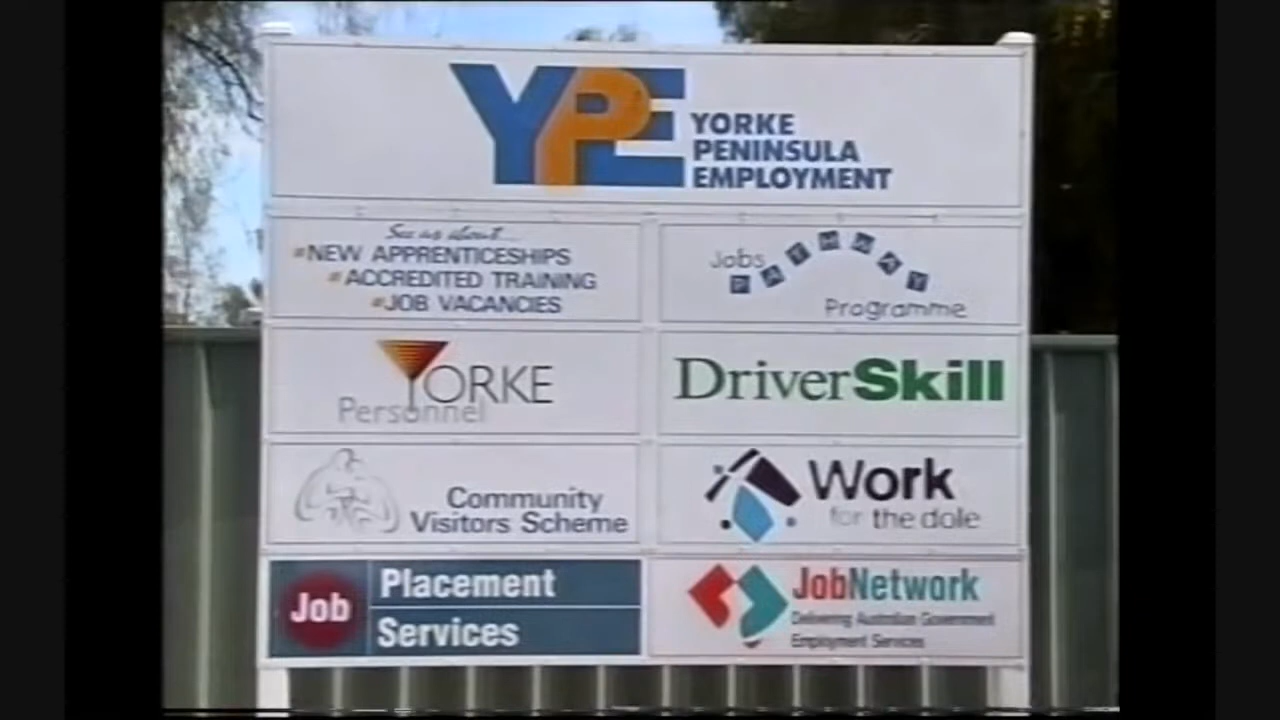 YPE
YORKE
PENINSULA
EMPLOYMENT
See us about....
NEW APPRENTICESHIPS
ACCREDITED TRAINING
JOB VACANCIES
Jobs
PATHWAY
Programme
YORKE
Personnel
DriverSkill
Community
Visitors Scheme
Work
for the dole
Job
Placement
Services
JobNetwork
Delivering Australian Government
Employment Services